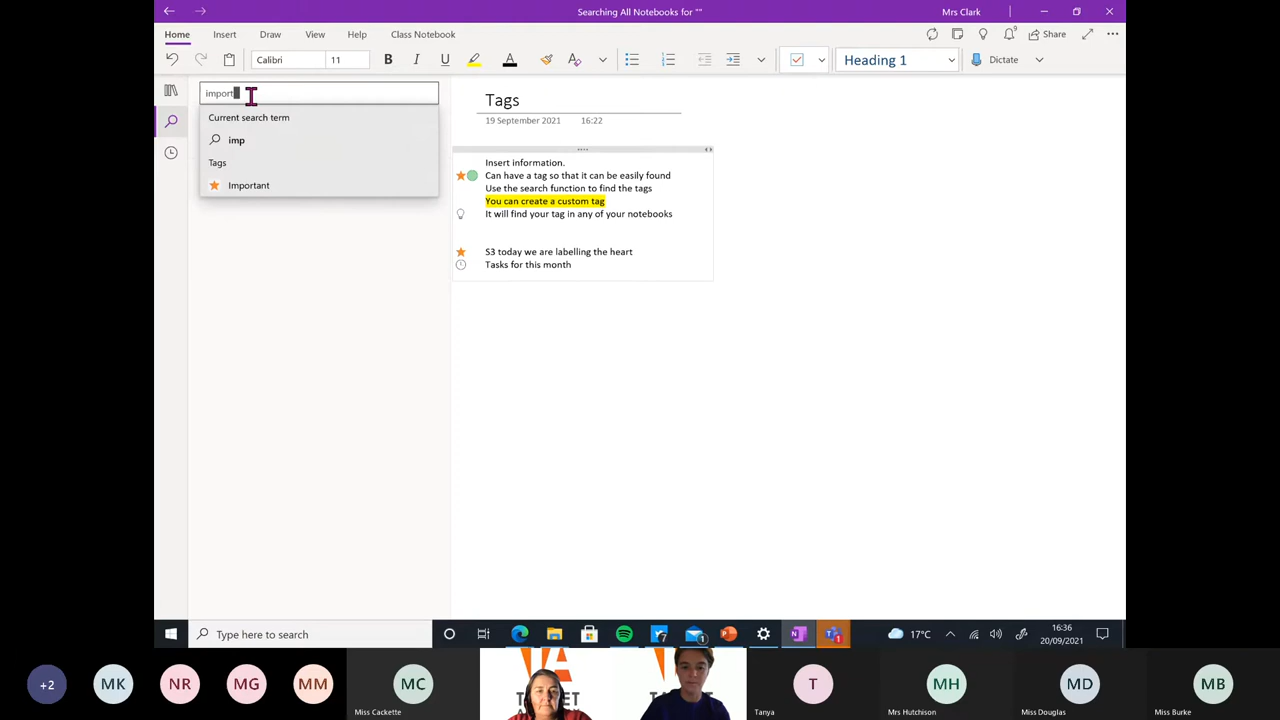 Searching All Notebooks for ""
Mrs Clark
Home Insert Draw View Help Class Notebook
9
Share
Calibri 11 B I U A Heading 1 Dictate
import
Current search term
imp
Tags
Important
Tags
19 September 2021 16:22
Insert information.
Can have a tag so that it can be easily found
Use the search function to find the tags
You can create a custom tag
It will find your tag in any of your notebooks
S3 today we are labelling the heart
Tasks for this month
Type here to search
7
1
1
17°C
16:36
20/09/2021
+2 MK NR MG MM MC T MH MD MB
Miss Cackette Tanya Mrs Hutchison Miss Douglas Miss Burke